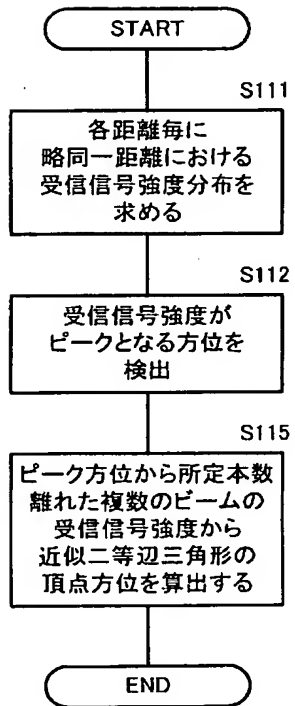 START
S111
各距離毎に
略同一距離における
受信信号強度分布を
求める
S112
受信信号強度が
ピークとなる方位を
検出
S115
ピーク方位から所定本数
離れた複数のビームの
受信信号強度から
近似二等辺三角形の
頂点方位を算出する
END